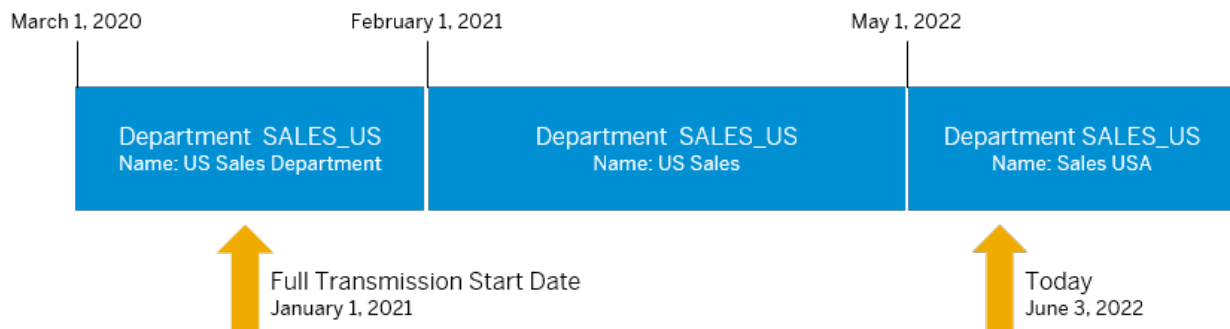 March 1, 2020
February 1, 2021
May 1, 2022
Department SALES_US
Name: US Sales Department
Department SALES_US
Name: US Sales
Department SALES_US
Name: Sales USA
Full Transmission Start Date
January 1, 2021
Today
June 3, 2022